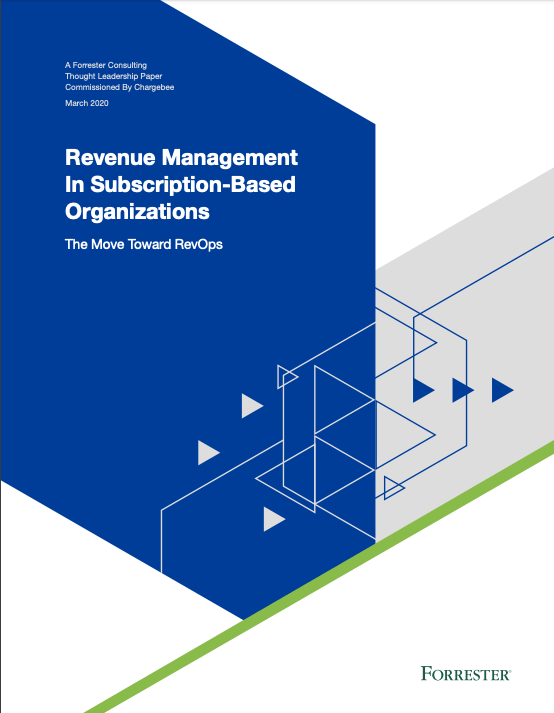 A Forrester Consulting
Thought Leadership Paper
Commissioned By Chargebee
March 2020
Revenue Management
In Subscription-Based
Organizations
The Move Toward RevOps
FORRESTER®